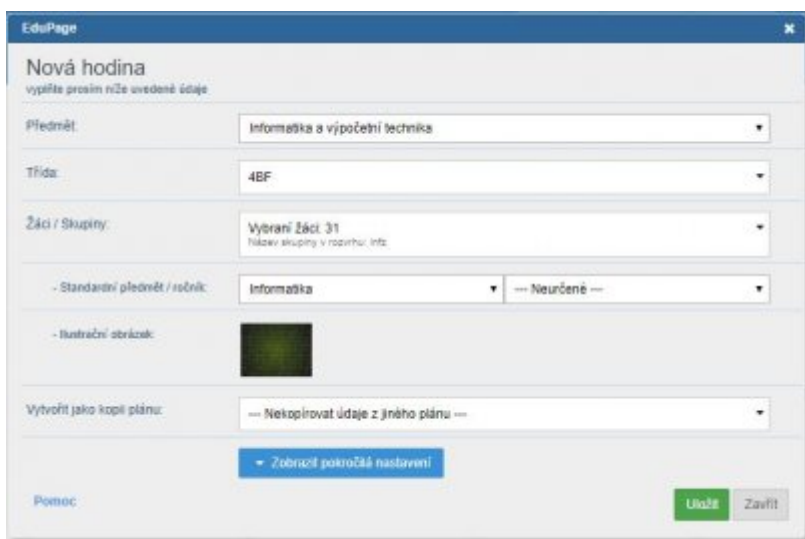 EduPage
Nová hodina
vyplňte prosím níže uvedené údaje
Předmět:
Informatika a výpočetní technika
Třída:
4BF
Žáci / Skupiny:
Vybraní žáci: 31
Název skupiny v rozvrhu: Inf2
- Standardní předmět / ročník:
Informatika
--- Neurčené ---
- Ilustrační obrázek:
Vytvořit jako kopii plánu:
--- Nekopírovat údaje z jiného plánu ---
Zobrazit pokročilá nastavení
Pomoc
Uložit
Zavřít